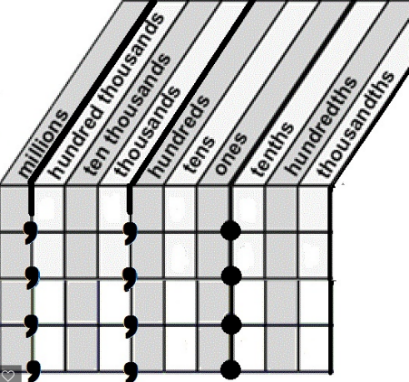 millions
hundred thousands
ten thousands
thousands
hundreds
tens
ones
tenths
hundredths
thousandths
, , •
, , •
, , •
, , •